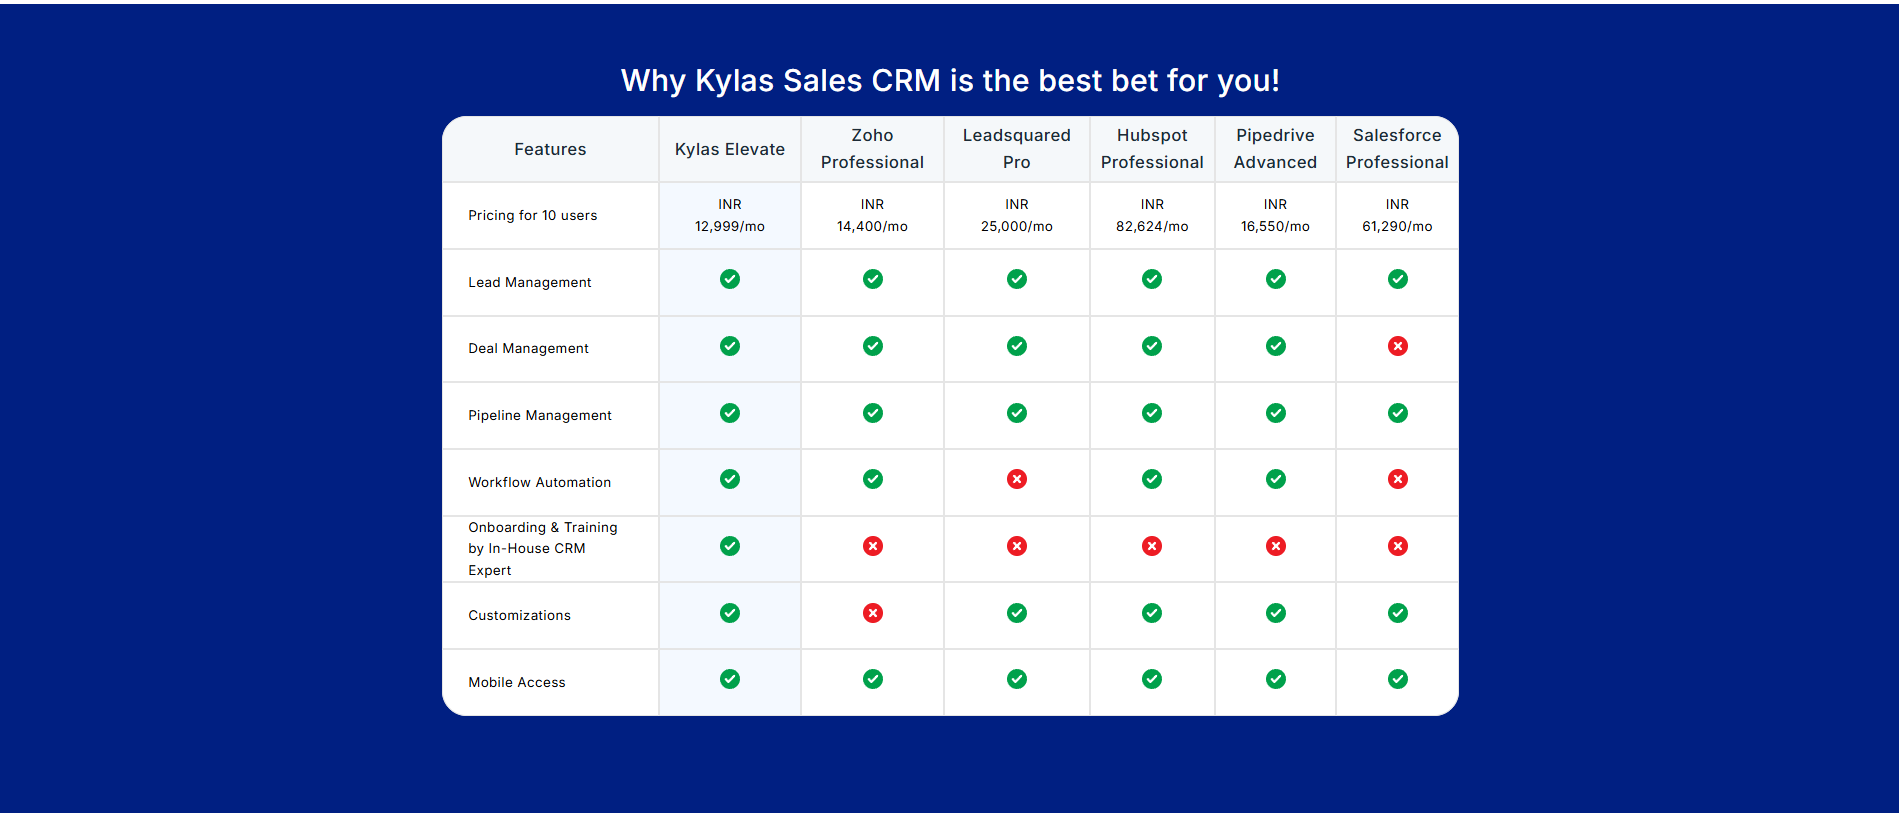 Why Kylas Sales CRM is the best bet for you!
Features
Kylas Elevate
Zoho
Professional
Leadsquared
Pro
Hubspot
Professional
Pipedrive
Advanced
Salesforce
Professional
Pricing for 10 users
INR
12,999/mo
INR
14,400/mo
INR
25,000/mo
INR
82,624/mo
INR
16,550/mo
INR
61,290/mo
Lead Management
Deal Management
Pipeline Management
Workflow Automation
Onboarding & Training
by In-House CRM
Expert
Customizations
Mobile Access